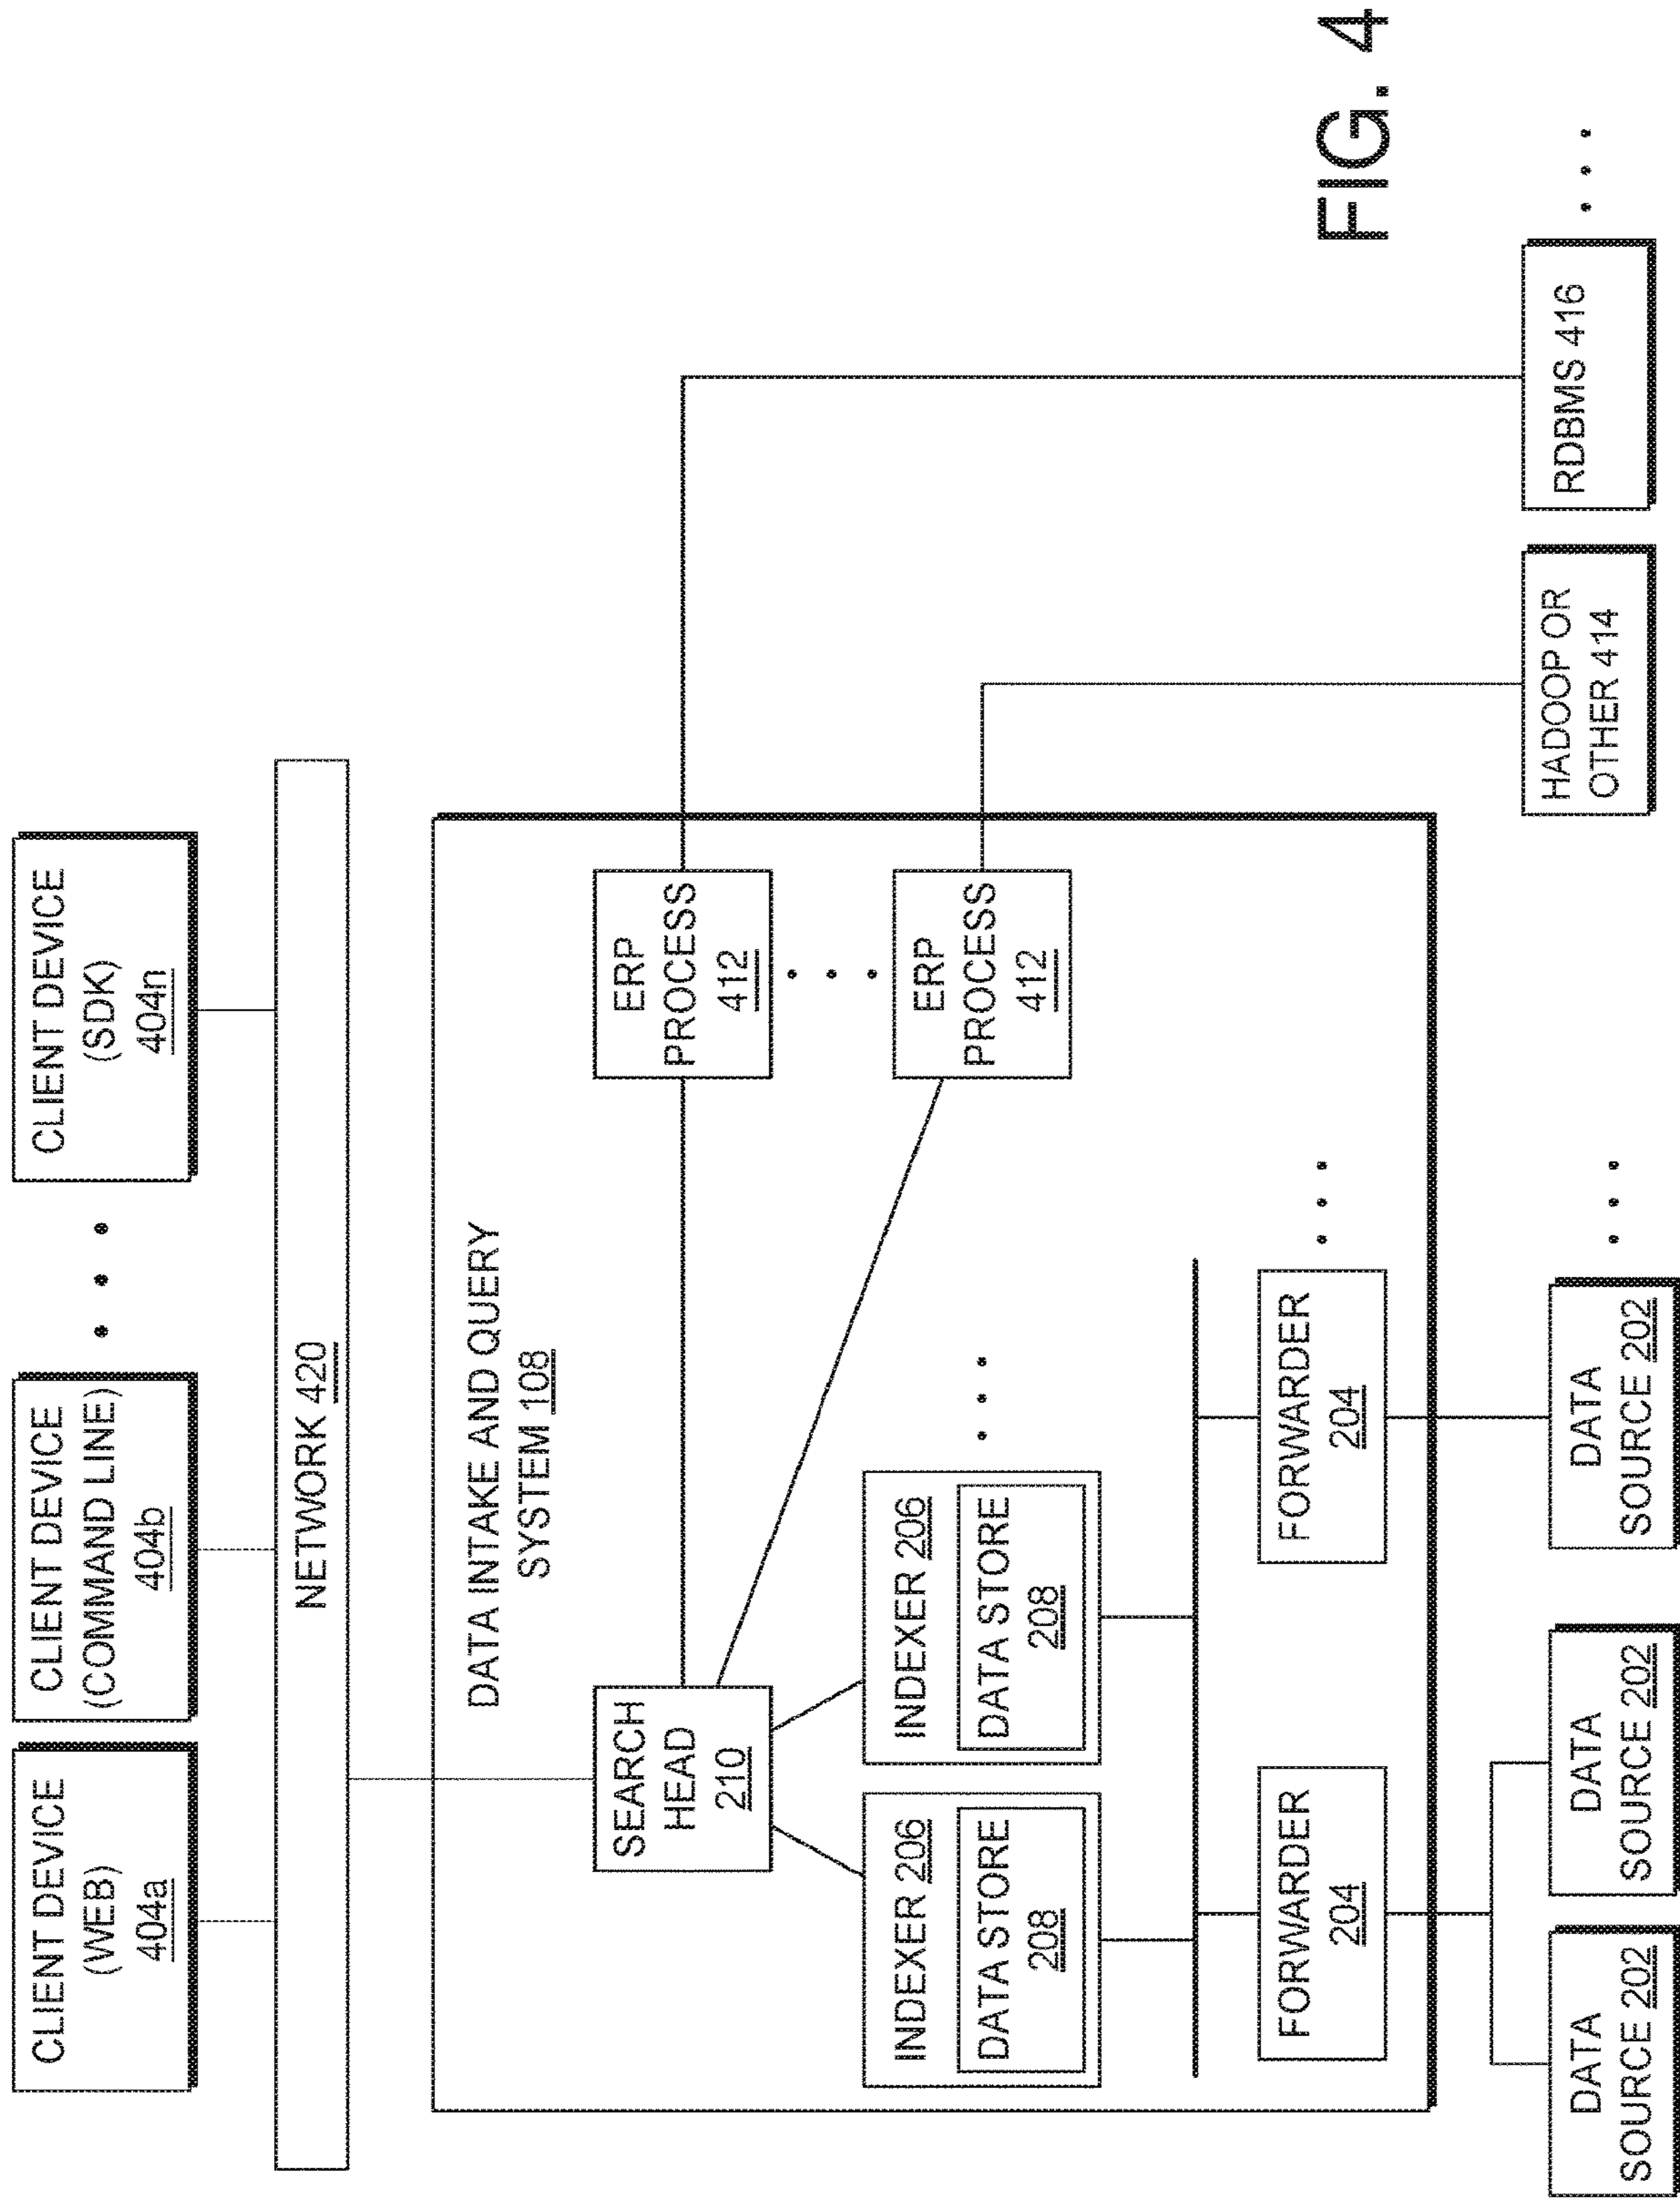 CLIENT DEVICE
(WEB)
404a
CLIENT DEVICE
(COMMAND LINE)
404b
CLIENT DEVICE
(SDK)
404n
NETWORK 420
DATA INTAKE AND QUERY
SYSTEM 108
SEARCH
HEAD
210
ERP
PROCESS
412
INDEXER 206
DATA STORE
208
INDEXER 206
DATA STORE
208
ERP
PROCESS
412
FORWARDER
204
FORWARDER
204
DATA
SOURCE 202
DATA
SOURCE 202
DATA
SOURCE 202
HADOOP OR
OTHER 414
RDBMS 416
FIG. 4